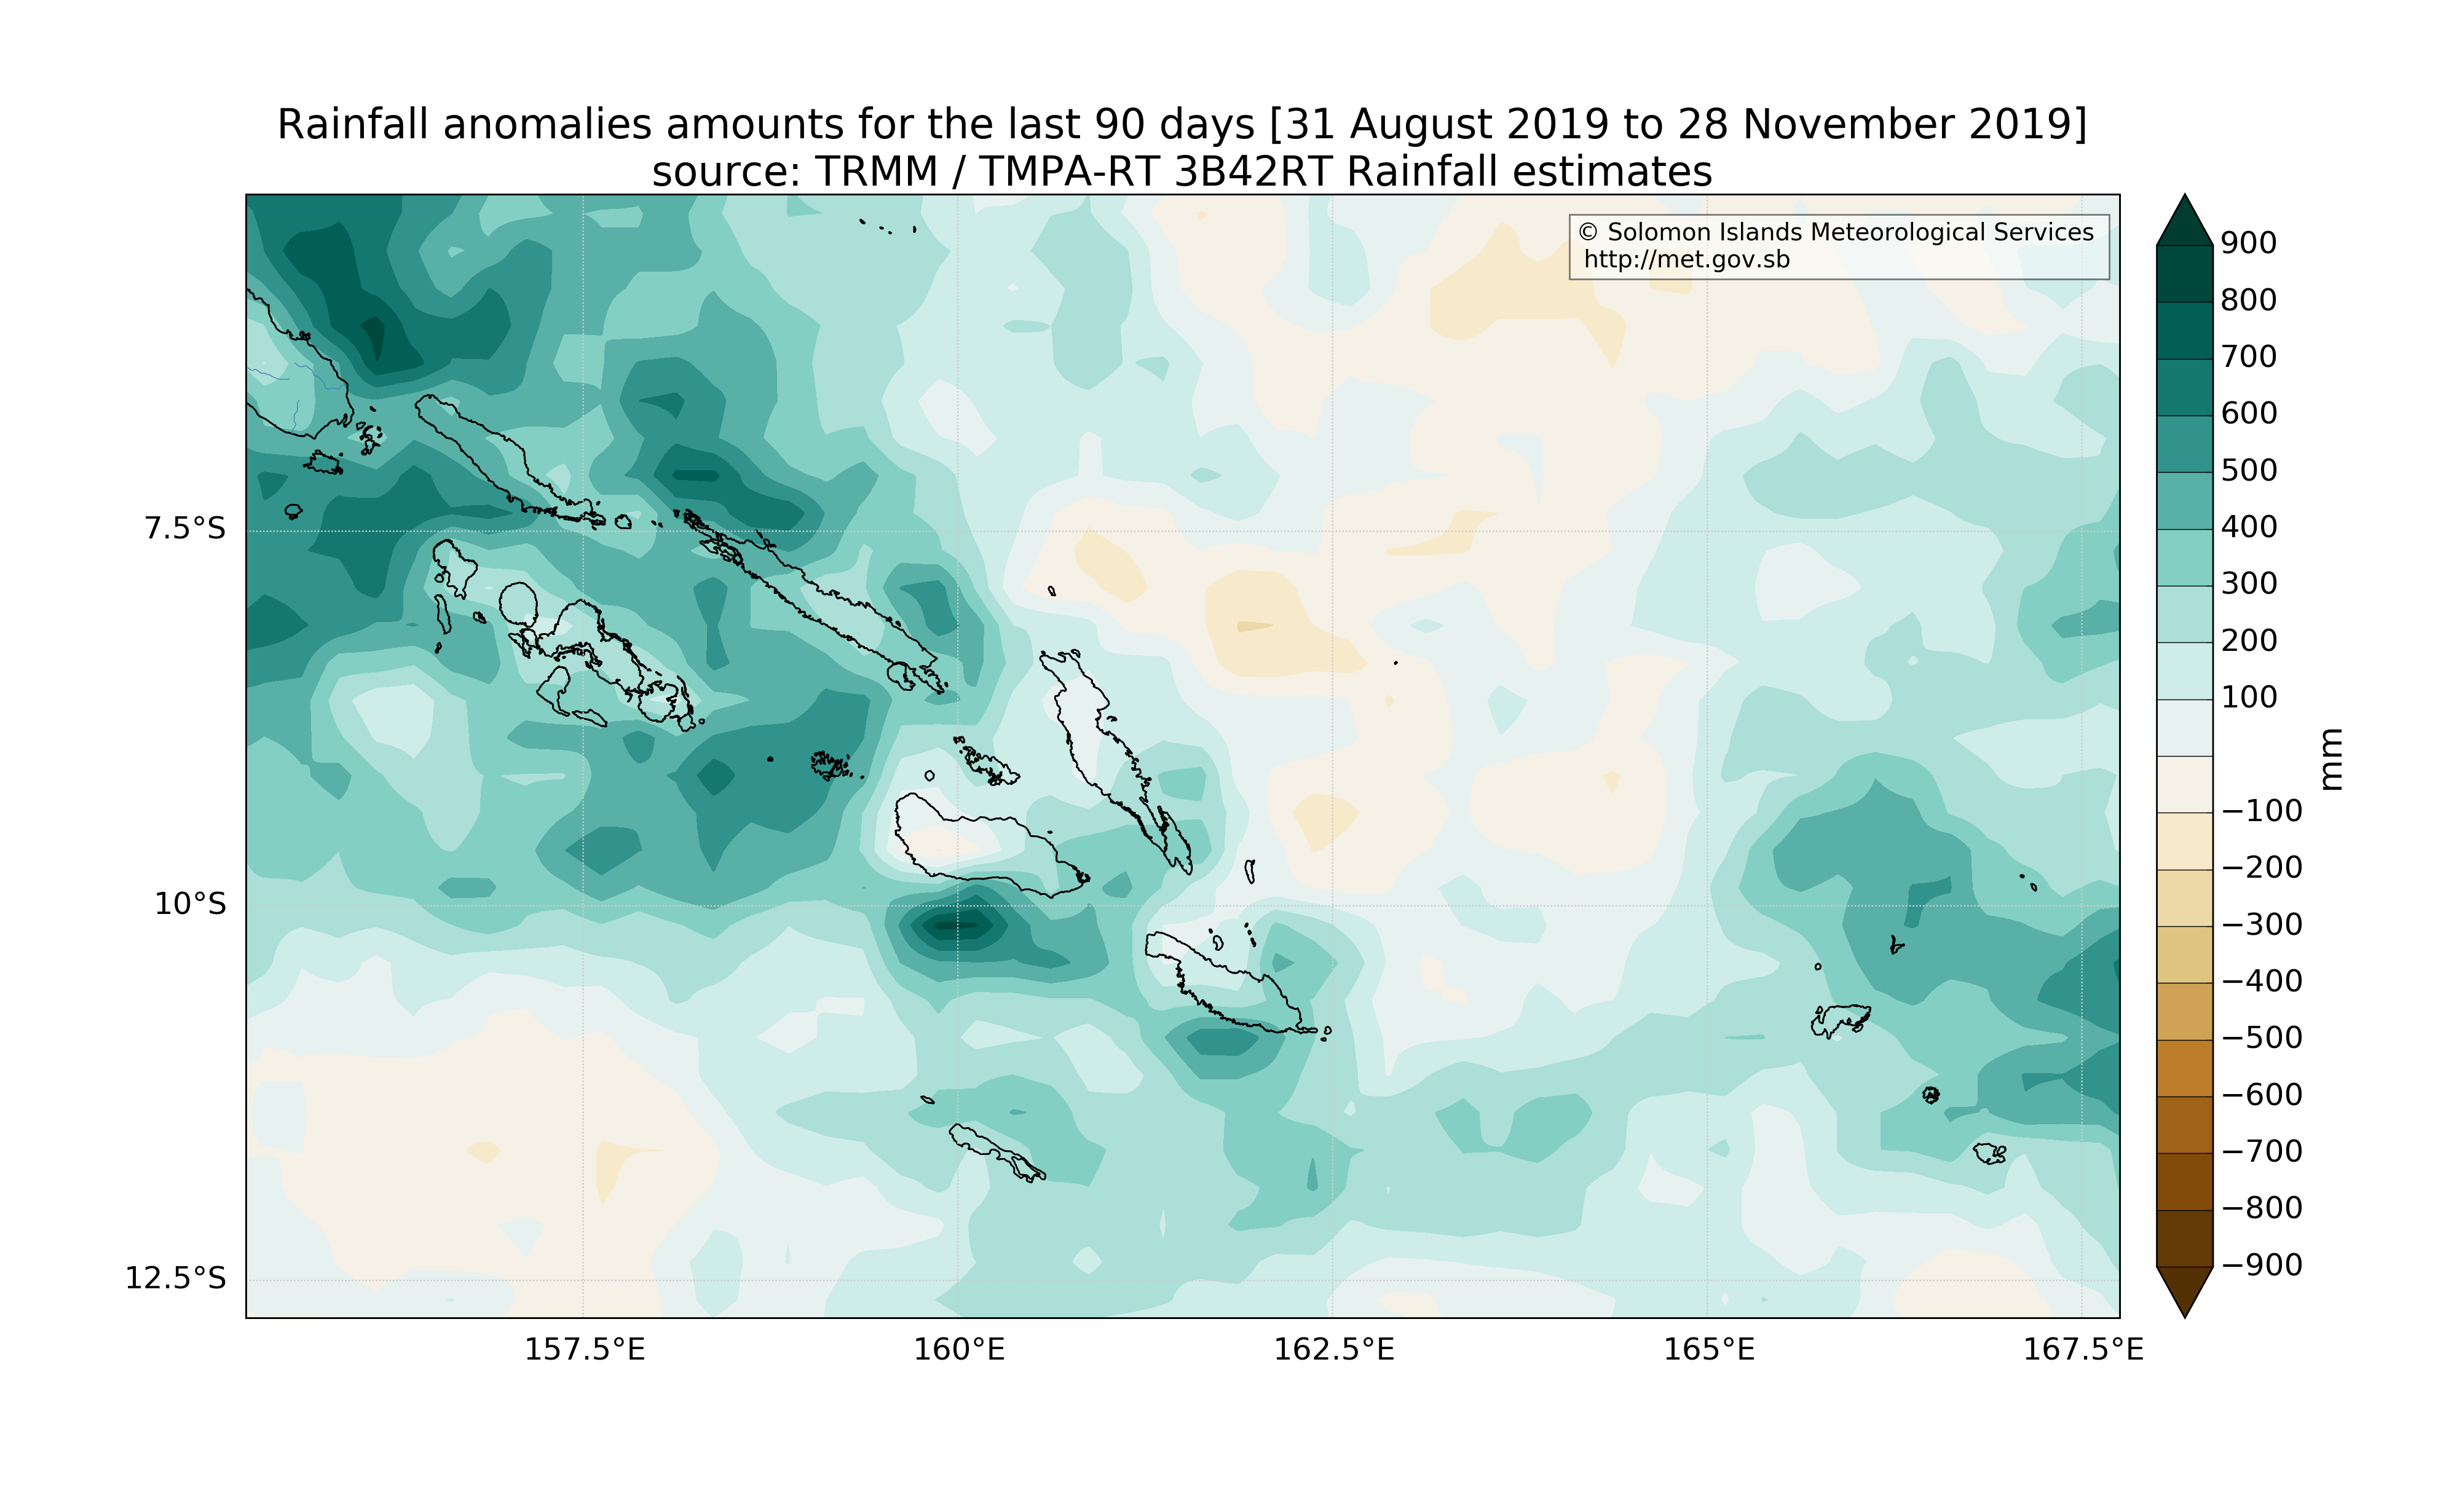 Rainfall anomalies amounts for the last 90 days [31 August 2019 to 28 November 2019]
source: TRMM / TMPA-RT 3B42RT Rainfall estimates
© Solomon Islands Meteorological Services
http://met.gov.sb
7.5°S
10°S
12.5°S
157.5°E
160°E
162.5°E
165°E
167.5°E
900
800
700
600
500
400
300
200
100
−100
−200
−300
−400
−500
−600
−700
−800
−900
mm